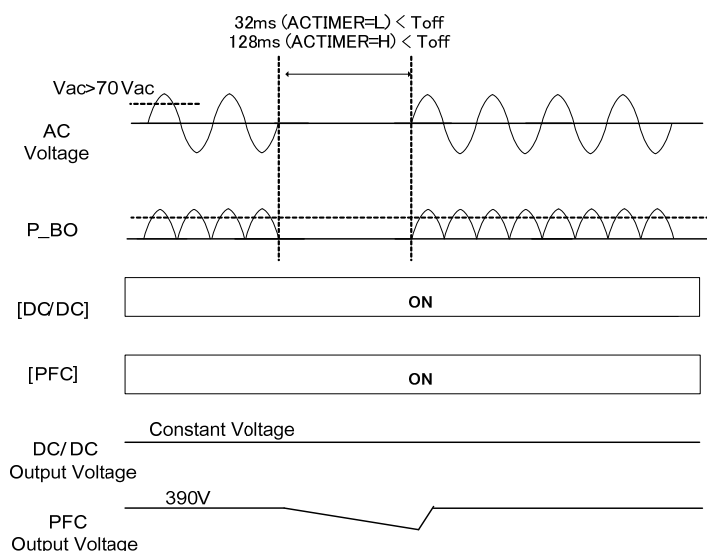 32ms (ACTIMER=L) < Toff
128ms (ACTIMER=H) < Toff
Vac>70Vac
AC
Voltage
P_BO
[DC/DC]
ON
[PFC]
ON
Constant Voltage
DC/DC
Output Voltage
390V
PFC
Output Voltage